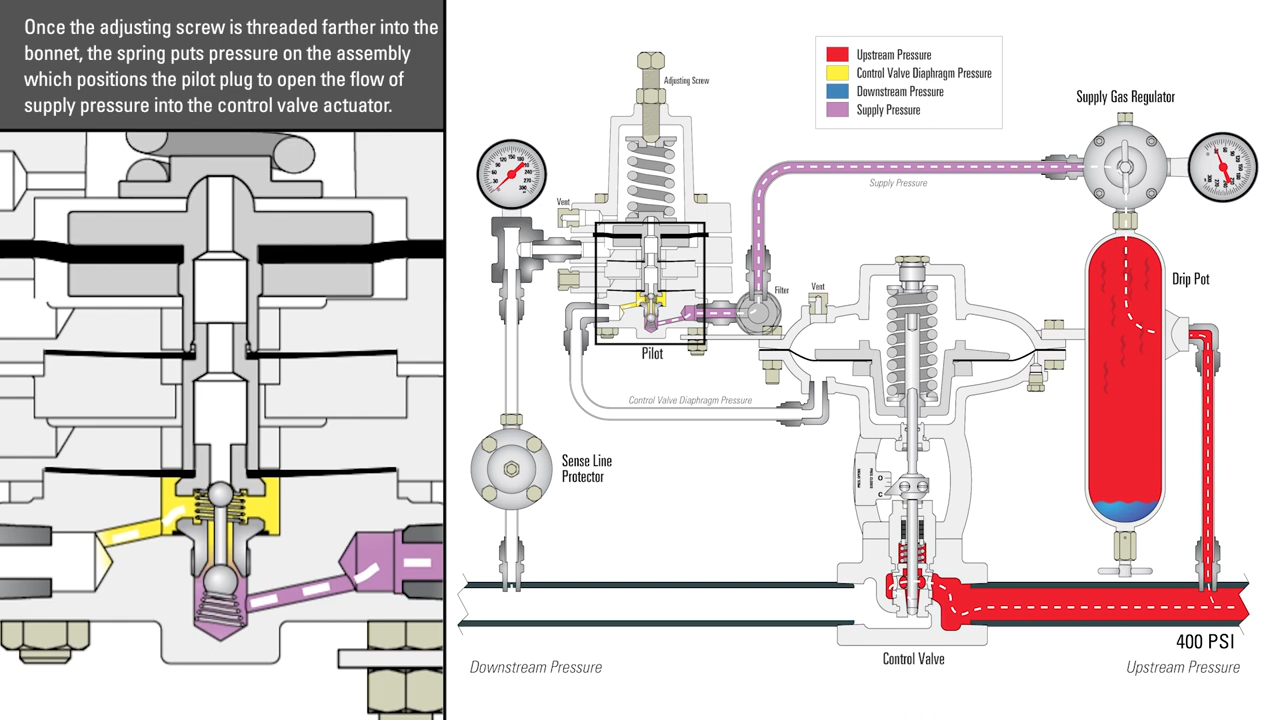 Once the adjusting screw is threaded farther into the
bonnet, the spring puts pressure on the assembly
which positions the pilot plug to open the flow of
supply pressure into the control valve actuator.
Upstream Pressure
Control Valve Diaphragm Pressure
Downstream Pressure
Supply Pressure
Adjusting Screw
Supply Gas Regulator
Supply Pressure
Vent
Filter
Vent
Drip Pot
Pilot
Control Valve Diaphragm Pressure
Sense Line
Protector
O
C
400 PSI
Downstream Pressure
Control Valve
Upstream Pressure